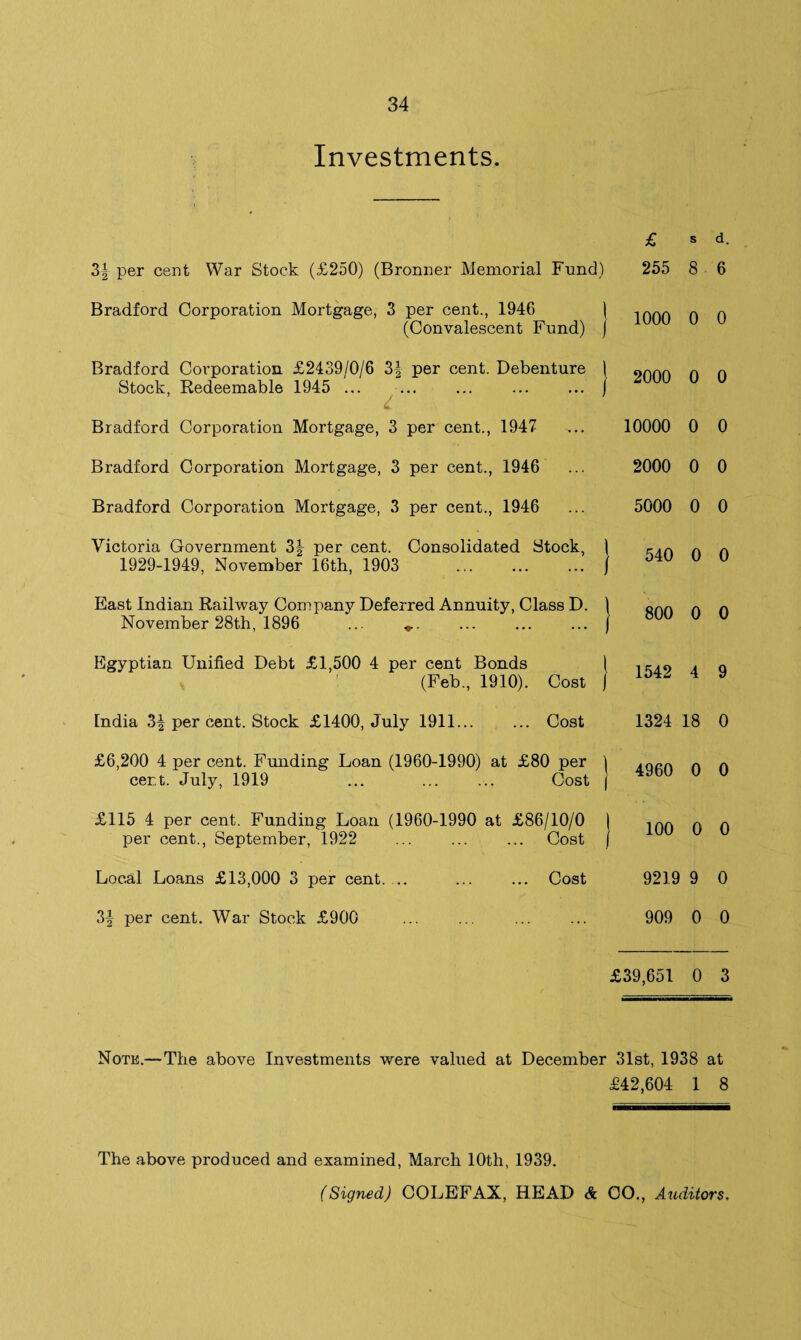 34
Investments.
£ s d.
3½ per cent War Stock (£250) (Bronner Memorial Fund) 255 8 6
Bradford Corporation Mortgage, 3 per cent., 1946
(Convalescent Fund) } 1000 0 0
Bradford Corporation £2439/0/6 3½ per cent. Debenture
Stock, Redeemable 1945 ... ... ... ... ... } 2000 0 0
Bradford Corporation Mortgage, 3 per cent., 1947 ... 10000 0 0
Bradford Corporation Mortgage, 3 per cent., 1946 ... 2000 0 0
Bradford Corporation Mortgage, 3 per cent., 1946 ... 5000 0 0
Victoria Government 3½ per cent. Consolidated Stock,
1929-1949, November 16th, 1903 ... ... ... } 540 0 0
East Indian Railway Company Deferred Annuity, Class D.
November 28th, 1896 ... ... ... ... ... } 800 0 0
Egyptian Unified Debt £1,500 4 per cent Bonds
(Feb., 1910). Cost } 1542 4 9
India 3½ per cent. Stock £1400, July 1911... ... Cost 1324 18 0
£6,200 4 per cent. Funding Loan (1960-1990) at £80 per
cent. July, 1919 ... ... ... Cost } 4960 0 0
£115 4 per cent. Funding Loan (1960-1990 at £86/10/0
per cent., September, 1922 ... ... ... Cost } 100 0 0
Local Loans £13,000 3 per cent. .. ... ... Cost 9219 9 0
3½ per cent. War Stock £900 ... ... ... ... 909 0 0
£39,651 0 3
NOTE.—The above Investments were valued at December 31st, 1938 at
£42,604 1 8
The above produced and examined, March 10th, 1939.
(Signed) COLEFAX, HEAD & CO., Auditors.